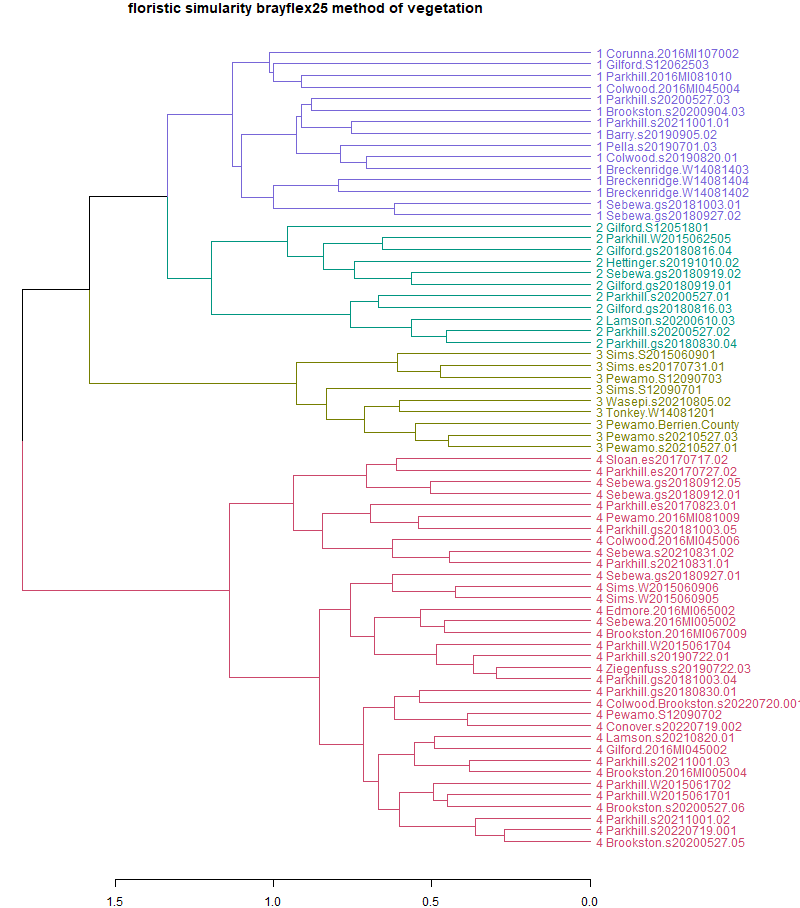 floristic simularity brayflex25 method of vegetation
1 Corunna.2016MI107002
1 Gilford.S12062503
1 Parkhill.2016MI081010
1 Colwood.2016MI045004
1 Parkhill.s20200527.03
1 Brookston.s20200904.03
1 Parkhill.s20211001.01
1 Barry.s20190905.02
1 Pella.s20190701.03
1 Colwood.s20190820.01
1 Breckenridge.W14081403
1 Breckenridge.W14081404
1 Breckenridge.W14081402
1 Sebewa.gs20181003.01
1 Sebewa.gs20180927.02
2 Gilford.S12051801
2 Parkhill.W2015062505
2 Gilford.gs20180816.04
2 Hettinger.s20191010.02
2 Sebewa.gs20180919.02
2 Gilford.gs20180919.01
2 Parkhill.s20200527.01
2 Gilford.gs20180816.03
2 Lamson.s20200610.03
2 Parkhill.s20200527.02
2 Parkhill.gs20180830.04
3 Sims.S2015060901
3 Sims.es20170731.01
3 Pewamo.S12090703
3 Sims.S12090701
3 Wasepi.s20210805.02
3 Tonkey.W14081201
3 Pewamo.Berrien.County
3 Pewamo.s20210527.03
3 Pewamo.s20210527.01
4 Sloan.es20170717.02
4 Parkhill.es20170727.02
4 Sebewa.gs20180912.05
4 Sebewa.gs20180912.01
4 Parkhill.es20170823.01
4 Pewamo.2016MI081009
4 Parkhill.gs20181003.05
4 Colwood.2016MI045006
4 Sebewa.s20210831.02
4 Parkhill.s20210831.01
4 Sebewa.gs20180927.01
4 Sims.W2015060906
4 Sims.W2015060905
4 Edmore.2016MI065002
4 Sebewa.2016MI005002
4 Brookston.2016MI067009
4 Parkhill.W2015061704
4 Parkhill.s20190722.01
4 Ziegenfuss.s20190722.03
4 Parkhill.gs20181003.04
4 Parkhill.gs20180830.01
4 Colwood.Brookston.s20220720.001
4 Pewamo.S12090702
4 Conover.s20220719.002
4 Lamson.s20210820.01
4 Gilford.2016MI045002
4 Parkhill.s20211001.03
4 Brookston.2016MI005004
4 Parkhill.W2015061702
4 Parkhill.W2015061701
4 Brookston.s20200527.06
4 Parkhill.s20211001.02
4 Parkhill.s20220719.001
4 Brookston.s20200527.05
1.5 1.0 0.5 0.0